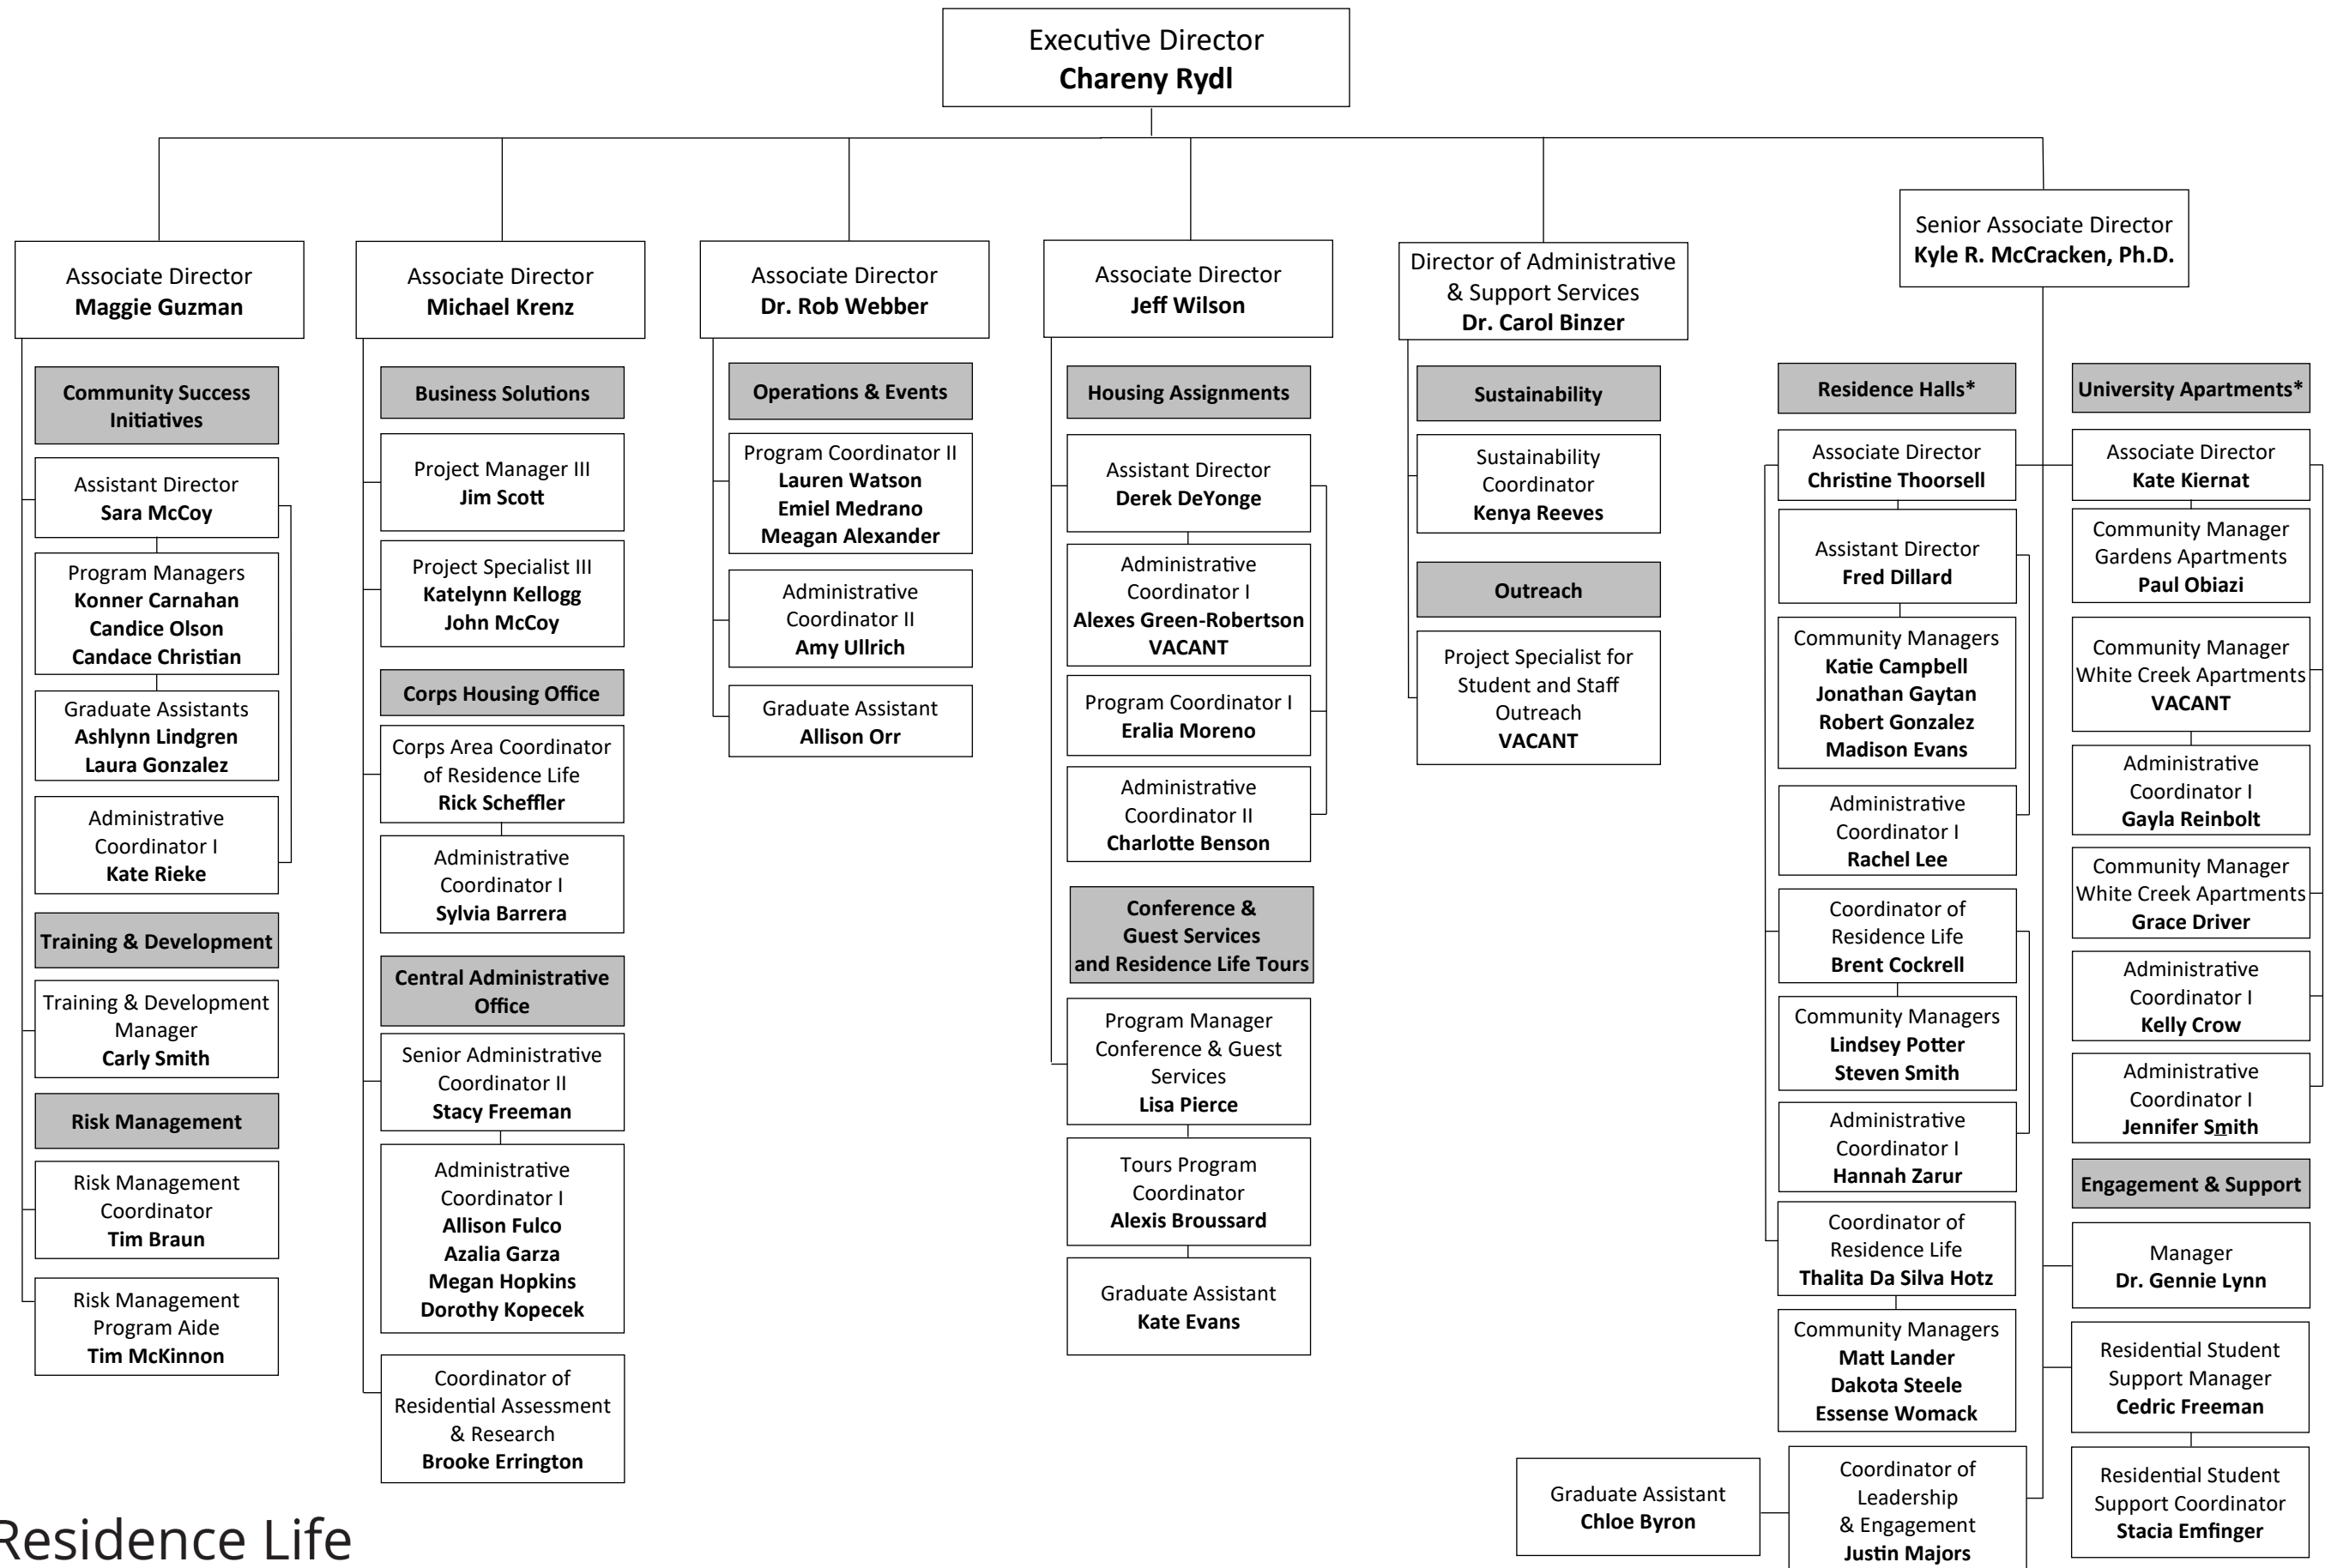 Executive Director
Chareny Rydl
Senior Associate Director
Kyle R. McCracken, Ph.D.
Associate Director
Maggie Guzman
Community Success
Initiatives
Assistant Director
Sara McCoy
Program Managers
Konner Carnahan
Candice Olson
Candace Christian
Graduate Assistants
Ashlynn Lindgren
Laura Gonzalez
Administrative
Coordinator I
Kate Rieke
Training & Development
Training & Development
Manager
Carly Smith
Risk Management
Risk Management
Coordinator
Tim Braun
Risk Management
Program Aide
Tim McKinnon
Associate Director
Michael Krenz
Business Solutions
Project Manager III
Jim Scott
Project Specialist III
Katelynn Kellogg
John McCoy
Corps Housing Office
Corps Area Coordinator
of Residence Life
Rick Scheffler
Administrative
Coordinator I
Sylvia Barrera
Central Administrative
Office
Senior Administrative
Coordinator II
Stacy Freeman
Administrative
Coordinator I
Allison Fulco
Azalia Garza
Megan Hopkins
Dorothy Kopecek
Coordinator of
Residential Assessment
& Research
Brooke Errington
Associate Director
Dr. Rob Webber
Operations & Events
Program Coordinator II
Lauren Watson
Emiel Medrano
Meagan Alexander
Administrative
Coordinator II
Amy Ullrich
Graduate Assistant
Allison Orr
Associate Director
Jeff Wilson
Housing Assignments
Assistant Director
Derek DeYonge
Administrative
Coordinator I
Alexes Green-Robertson
VACANT
Program Coordinator I
Eralia Moreno
Administrative
Coordinator II
Charlotte Benson
Conference &
Guest Services
and Residence Life Tours
Program Manager
Conference & Guest
Services
Lisa Pierce
Tours Program
Coordinator
Alexis Broussard
Graduate Assistant
Kate Evans
Director of Administrative
& Support Services
Dr. Carol Binzer
Sustainability
Sustainability
Coordinator
Kenya Reeves
Outreach
Project Specialist for
Student and Staff
Outreach
VACANT
Residence Halls*
Associate Director
Christine Thoorsell
Assistant Director
Fred Dillard
Community Managers
Katie Campbell
Jonathan Gaytan
Robert Gonzalez
Madison Evans
Administrative
Coordinator I
Rachel Lee
Coordinator of
Residence Life
Brent Cockrell
Community Managers
Lindsey Potter
Steven Smith
Administrative
Coordinator I
Hannah Zarur
Coordinator of
Residence Life
Thalita Da Silva Hotz
Community Managers
Matt Lander
Dakota Steele
Essense Womack
Graduate Assistant
Chloe Byron
Coordinator of
Leadership
& Engagement
Justin Majors
University Apartments*
Associate Director
Kate Kiernat
Community Manager
Gardens Apartments
Paul Obiazi
Community Manager
White Creek Apartments
VACANT
Administrative
Coordinator I
Gayla Reinbolt
Community Manager
White Creek Apartments
Grace Driver
Administrative
Coordinator I
Kelly Crow
Administrative
Coordinator I
Jennifer Smith
Engagement & Support
Manager
Dr. Gennie Lynn
Residential Student
Support Manager
Cedric Freeman
Residential Student
Support Coordinator
Stacia Emfinger
Residence Life